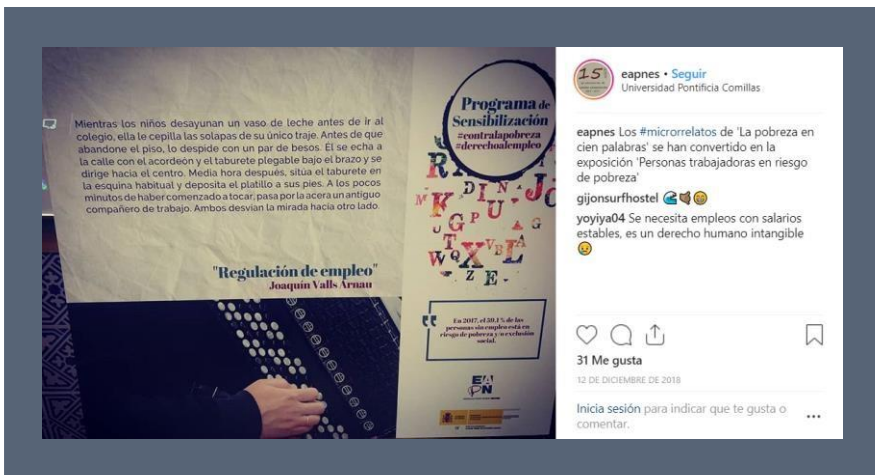 Mientras los niños desayunan un vaso de leche antes de ir al
colegio, ella le cepilla las solapas de su único traje. Antes de que
abandone el piso, lo despide con un par de besos. Él se echa a
la calle con el acordeón y el taburete plegable bajo el brazo y se
dirige hacia el centro. Media hora después, sitúa el taburete en
la esquina habitual y deposita el platillo a sus pies. A los pocos
minutos de haber comenzado a tocar, pasa por la acera un antiguo
compañero de trabajo. Ambos desvían la mirada hacia otro lado.
"Regulación de empleo"
Joaquín Valls Arnau
Programa de
Sensibilización
#contralapobreza
#derechoalempleo
En 2017, el 59,1 % de las
personas sin empleo está en
riesgo de pobreza y/o exclusión
social.
EAPN
eapnes • Seguir
Universidad Pontificia Comillas
eapnes Los #microrrelatos de 'La pobreza en
cien palabras' se han convertido en la
exposición 'Personas trabajadoras en riesgo
de pobreza'
gijonsurfhostel
yoyiya04 Se necesita empleos con salarios
estables, es un derecho humano intangible
31 Me gusta
12 DE DICIEMBRE DE 2018
Inicia sesión para indicar que te gusta o
comentar.